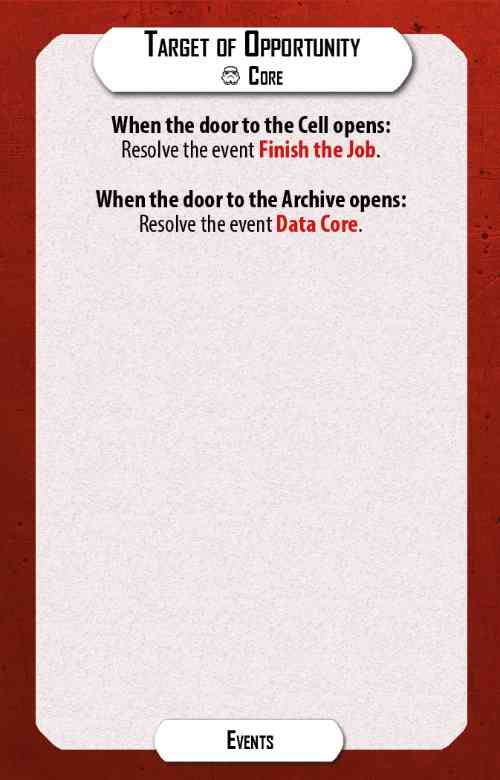 Target of Opportunity
Core
When the door to the Cell opens:
Resolve the event Finish the Job.
When the door to the Archive opens:
Resolve the event Data Core.
Events